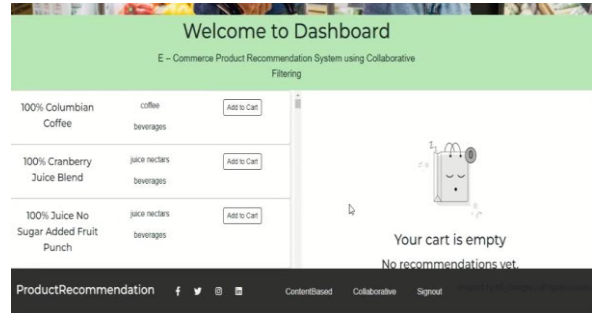 Welcome to Dashboard
E – Commerce Product Recommendation System using Collaborative
Filtering
100% Columbian
Coffee
coffee
beverages
Add to Cart
100% Cranberry
Juice Blend
juice nectars
beverages
Add to Cart
100% Juice No
Sugar Added Fruit
Punch
juice nectars
beverages
Add to Cart
0
Your cart is empty
No recommendations yet.
ProductRecommendation
ContentBased
Collaborative
Signout